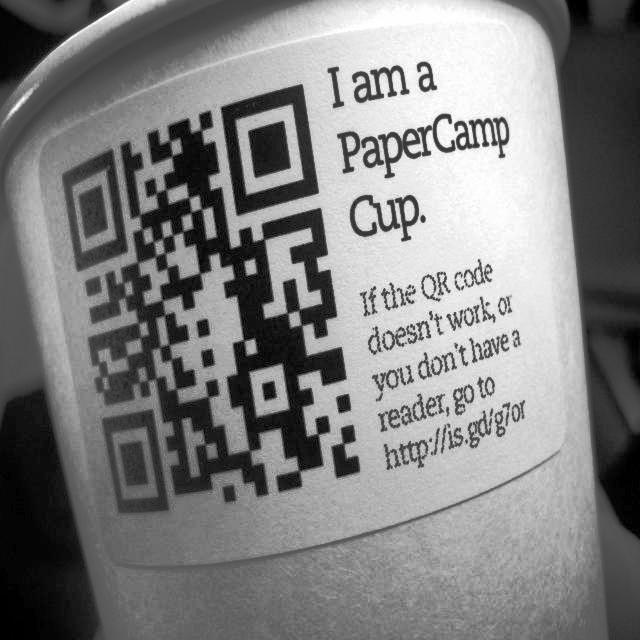 I am a
PaperCamp
Cup.
If the QR code
doesn't work, or
you don't have a
reader, go to
http://is.gd/g7or